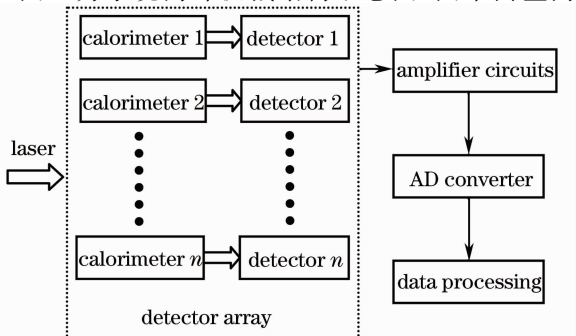 calorimeter 1
detector 1
amplifier circuits
calorimeter 2
detector 2
laser
AD converter
calorimeter n
detector n
data processing
detector array